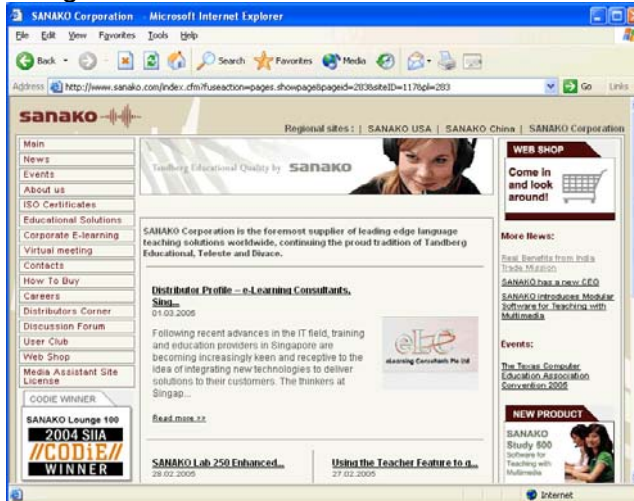 SANAKO Corporation - Microsoft Internet Explorer
File Edit View Favorites Tools Help
Back Search Favorites Media
Address http://www.sanako.com/index.cfm?fuseaction=pages.showpage&pageid=283&siteID=117&pl=283 Go Links
sanako
Regional sites: | SANAKO USA | SANAKO China | SANAKO Corporation
Main
News
Events
About us
ISO Certificates
Educational Solutions
Corporate E-learning
Virtual meeting
Contacts
How To Buy
Careers
Distributors Corner
Discussion Forum
User Club
Web Shop
Media Assistant Site
License
CODIE WINNER
SANAKO Lounge 100
2004 SIIA
//CODiE//
WINNER
Tandberg Educational Quality by sanako
SANAKO Corporation is the foremost supplier of leading edge language
teaching solutions worldwide, continuing the proud tradition of Tandberg
Educational, Teleste and Divace.
Distributor Profile – e-Learning Consultants,
Sing...
01.03.2005
Following recent advances in the IT field, training
and education providers in Singapore are
becoming increasingly keen and receptive to the
idea of integrating new technologies to deliver
solutions to their customers. The thinkers at
Singap...
eLC
eLearning Consultants Pte Ltd
Read more >>
SANAKO Lab 250 Enhanced...
28.02.2005
Using the Teacher Feature to g...
27.02.2005
WEB SHOP
Come in
and look
around!
More News:
Real Benefits from India
Trade Mission
SANAKO has a new CEO
SANAKO introduces Modular
Software for Teaching with
Multimedia
Events:
The Texas Computer
Education Association
Convention 2005
NEW PRODUCT
SANAKO
Study 500
Software for
Teaching with
Multimedia
Internet